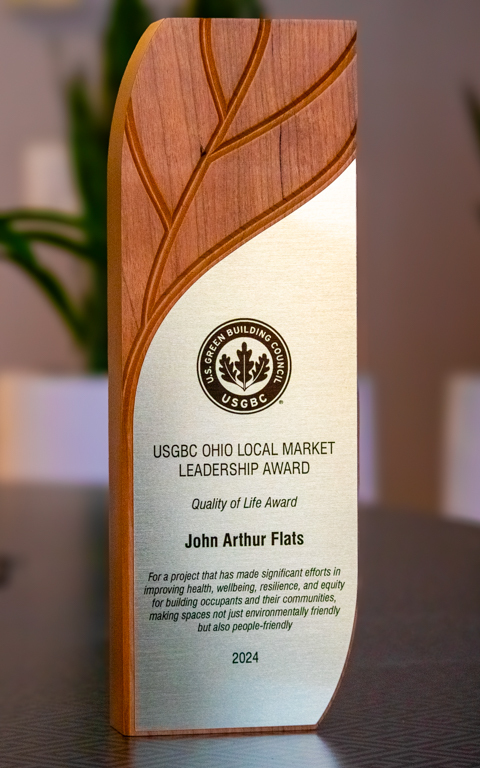 U.S. GREEN BUILDING COUNCIL
USGBC
®
USGBC OHIO LOCAL MARKET
LEADERSHIP AWARD
Quality of Life Award
John Arthur Flats
For a project that has made significant efforts in
improving health, wellbeing, resilience, and equity
for building occupants and their communities,
making spaces not just environmentally friendly
but also people-friendly
2024